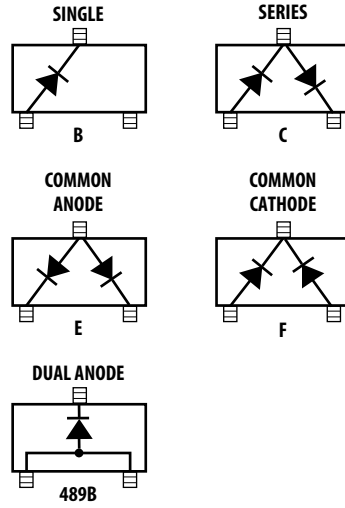 SINGLE
B
SERIES
C
COMMON
ANODE
E
COMMON
CATHODE
F
DUAL ANODE
489B